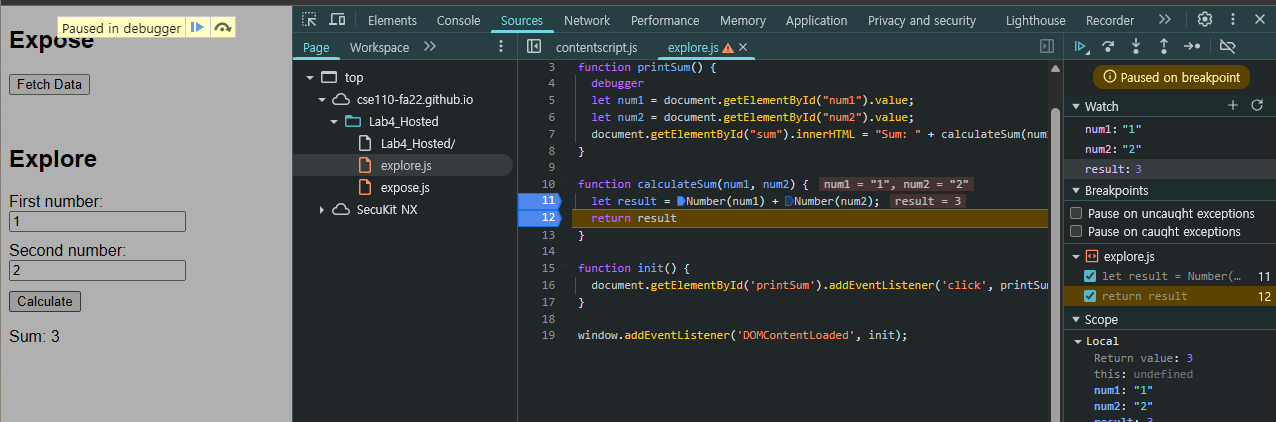 Paused in debugger
Expose
Fetch Data
Explore
First number:
1
Second number:
2
Calculate
Sum: 3
Elements Console Sources Network Performance Memory Application Privacy and security Lighthouse Recorder
Page Workspace
top
cse110-fa22.github.io
Lab4_Hosted
Lab4_Hosted/
explore.js
expose.js
SecuKit NX
contentscript.js explore.js
3 function printSum() {
4 debugger
5 let num1 = document.getElementById("num1").value;
6 let num2 = document.getElementById("num2").value;
7 document.getElementById("sum").innerHTML = "Sum: " + calculateSum(num
8 }
9
10 function calculateSum(num1, num2) { num1 = "1", num2 = "2"
11 let result = Number(num1) + Number(num2); result = 3
12 return result
13 }
14
15 function init() {
16 document.getElementById('printSum').addEventListener('click', printSum
17 }
18
19 window.addEventListener('DOMContentLoaded', init);
Paused on breakpoint
Watch
num1: "1"
num2: "2"
result: 3
Breakpoints
Pause on uncaught exceptions
Pause on caught exceptions
explore.js
let result = Number(… 11
return result 12
Scope
Local
Return value: 3
this: undefined
num1: "1"
num2: "2"
result: 3